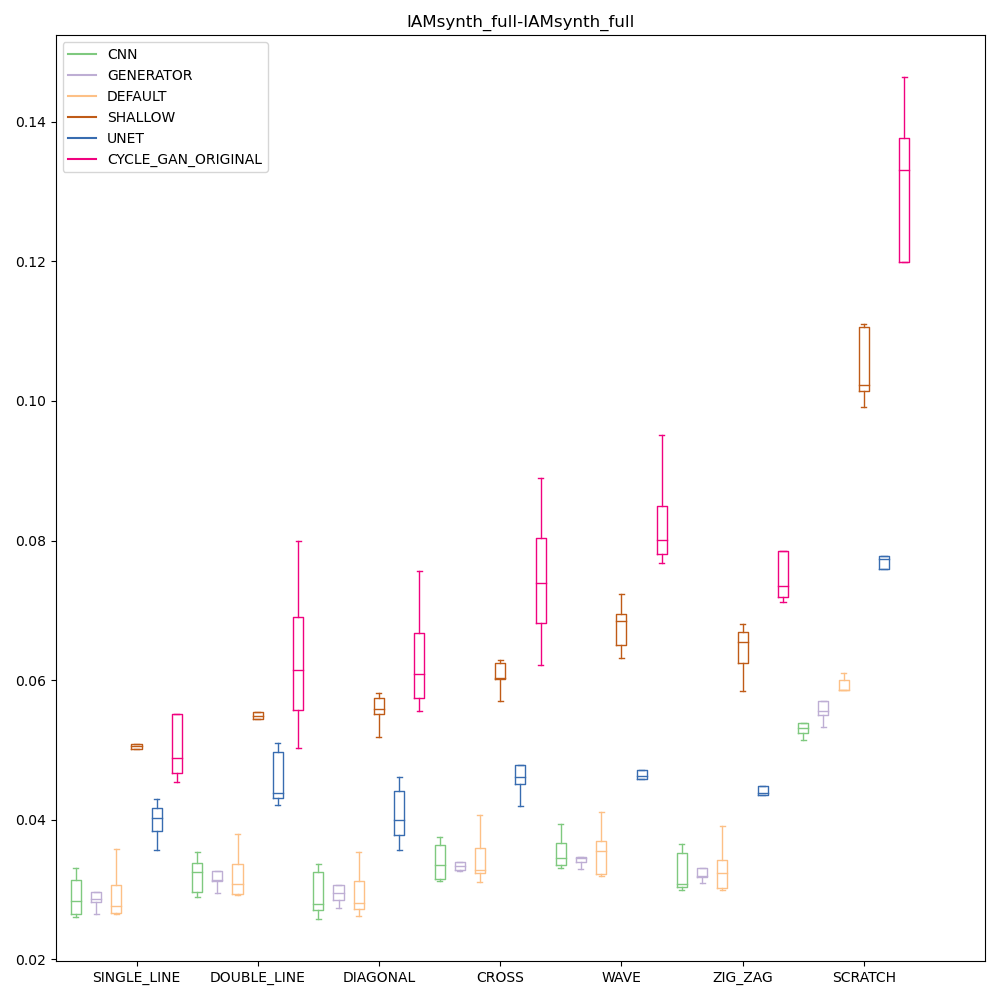 IAMsynth_full-IAMsynth_full
CNN
GENERATOR
DEFAULT
SHALLOW
UNET
CYCLE_GAN_ORIGINAL
0.14
0.12
0.10
0.08
0.06
0.04
0.02
SINGLE_LINE DOUBLE_LINE DIAGONAL CROSS WAVE ZIG_ZAG SCRATCH